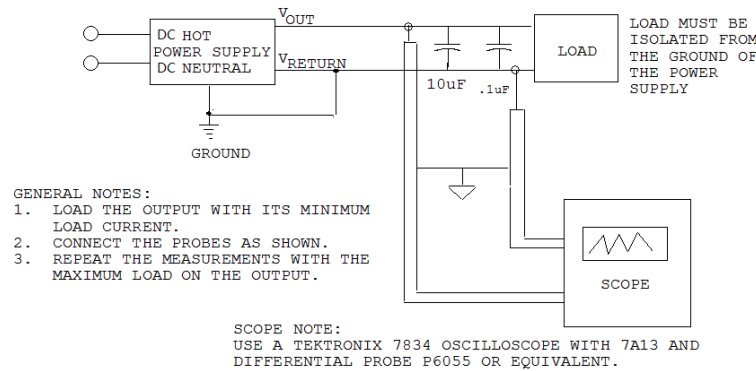 V OUT
DC HOT
POWER SUPPLY
DC NEUTRAL
V RETURN
LOAD
LOAD MUST BE
ISOLATED FROM
THE GROUND OF
THE POWER
SUPPLY
10uF
.1uF
GROUND
GENERAL NOTES:
1. LOAD THE OUTPUT WITH ITS MINIMUM
LOAD CURRENT.
2. CONNECT THE PROBES AS SHOWN.
3. REPEAT THE MEASUREMENTS WITH THE
MAXIMUM LOAD ON THE OUTPUT.
SCOPE
SCOPE NOTE:
USE A TEKTRONIX 7834 OSCILLOSCOPE WITH 7A13 AND
DIFFERENTIAL PROBE P6055 OR EQUIVALENT.